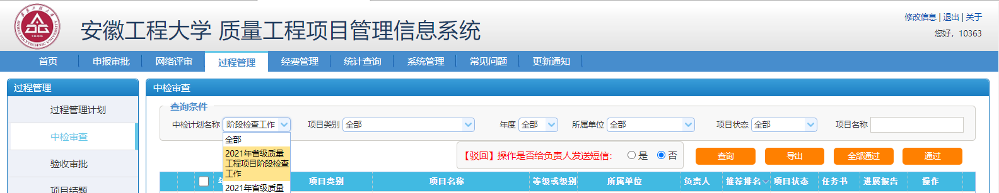 安徽工程大学 质量工程项目管理信息系统
修改信息 | 退出 | 关于
您好，10363
首页 申报审批 网络评审 过程管理 经费管理 统计查询 系统管理 常见问题 更新通知
过程管理
过程管理计划
中检审查
验收审批
项目结题
中检审查
查询条件
中检计划名称 阶段检查工作 项目类别 全部 年度 全部 所属单位 全部 项目状态 全部 项目名称
全部
2021年省级质量
工程项目阶段检查
工作
2021年省级质量
【驳回】操作是否给负责人发送短信： 是 否 查询 导出 全部通过 通过
项目类别 项目名称 等级或级别 所属单位 负责人 推荐排名 项目状态 任务书 进展报告 操作